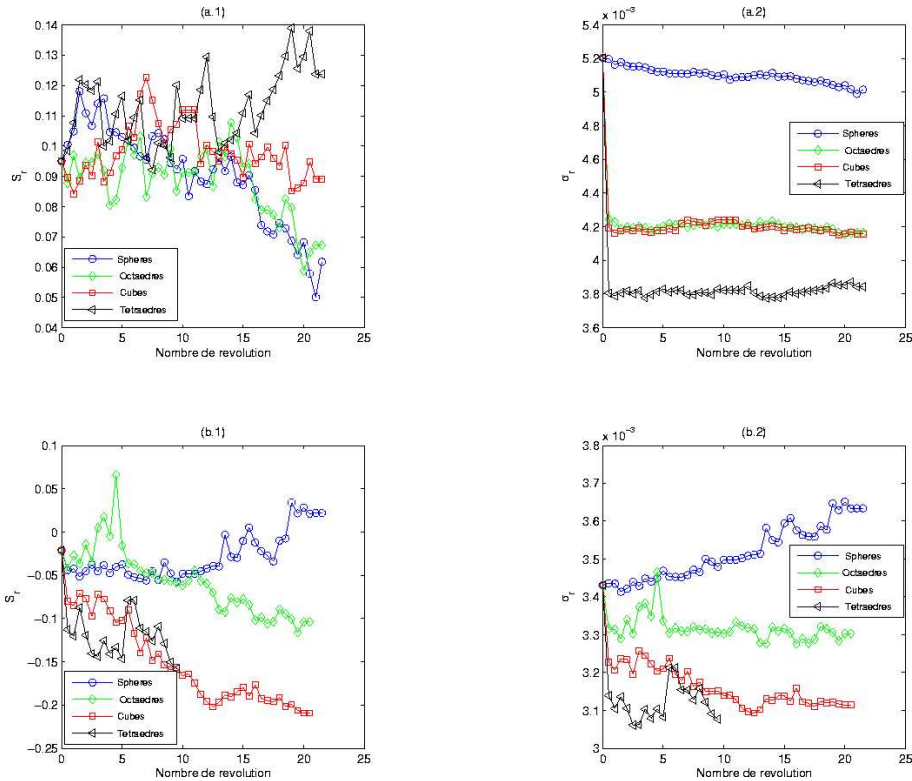 (a.1)
0.14
0.13
0.12
0.11
0.1
0.09
0.08
0.07
0.06
0.05
0.04
S_r
0 5 10 15 20 25
Nombre de revolution
Spheres
Octaedres
Cubes
Tetraedres
(a.2)
x 10⁻³
5.4
5.2
5
4.8
4.6
4.4
4.2
4
3.8
3.6
σ_r
0 5 10 15 20 25
Nombre de revolution
Spheres
Octaedres
Cubes
Tetraedres
(b.1)
0.1
0.05
0
−0.05
−0.1
−0.15
−0.2
−0.25
S_r
0 5 10 15 20 25
Nombre de revolution
Spheres
Octaedres
Cubes
Tetraedres
(b.2)
x 10⁻³
3.8
3.7
3.6
3.5
3.4
3.3
3.2
3.1
3
σ_r
0 5 10 15 20 25
Nombre de revolution
Spheres
Octaedres
Cubes
Tetraedres